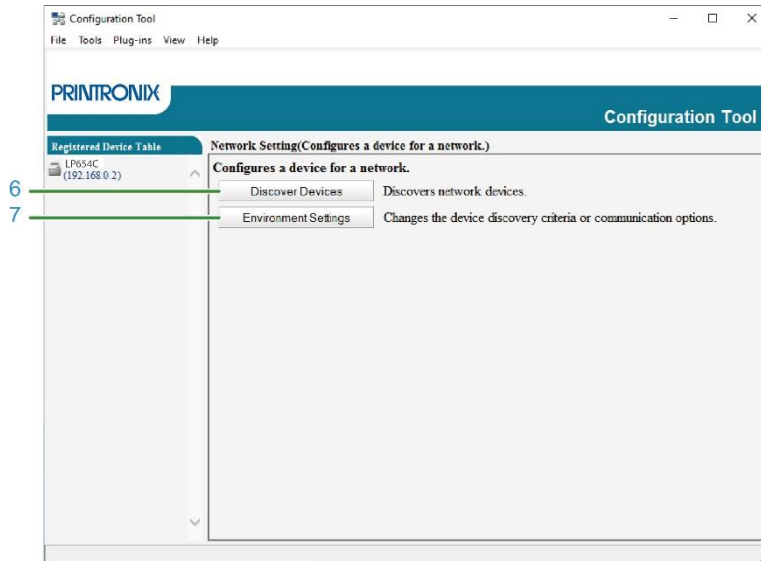 Configuration Tool
File Tools Plug-ins View Help
PRINTRONIX
Configuration Tool
Registered Device Table
Network Setting(Configures a device for a network.)
LP654C
(192.168.0.2)
Configures a device for a network.
6
Discover Devices Discovers network devices.
7
Environment Settings Changes the device discovery criteria or communication options.